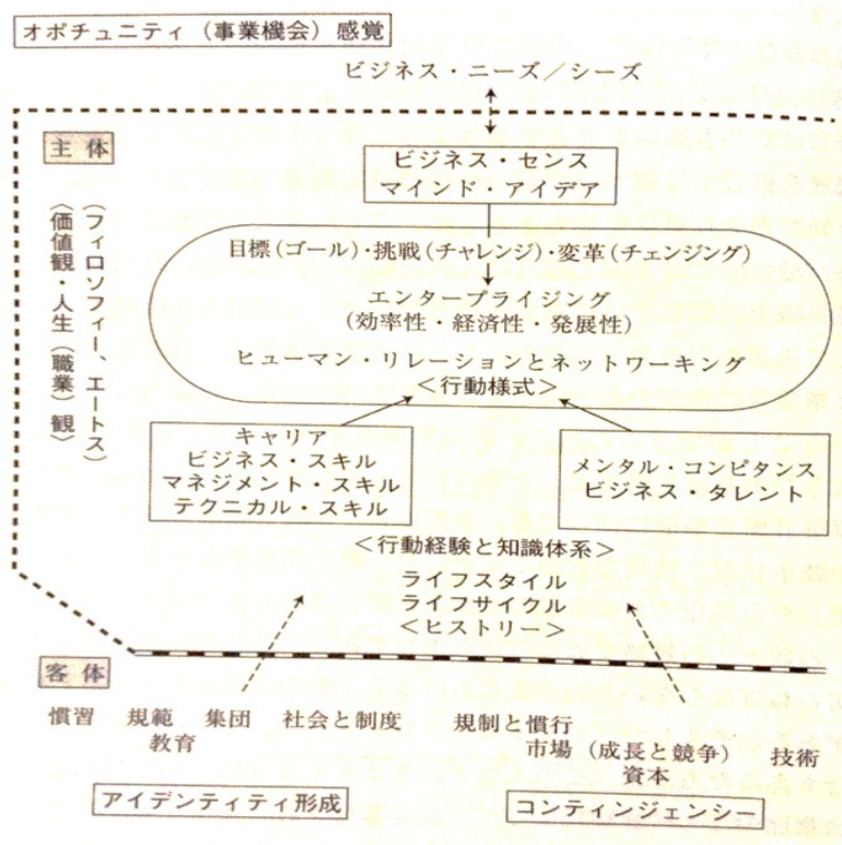 オポチュニティ（事業機会）感覚
ビジネス・ニーズ／シーズ
主体
ビジネス・センス
マインド・アイデア
（フィロソフィー、エートス）
〈価値観・人生（職業）観〉
目標(ゴール)・挑戦(チャレンジ)・変革(チェンジング)
エンタープライジング
(効率性・経済性・発展性)
ヒューマン・リレーションとネットワーキング
＜行動様式＞
キャリア
ビジネス・スキル
マネジメント・スキル
テクニカル・スキル
メンタル・コンピタンス
ビジネス・タレント
＜行動経験と知識体系＞
ライフスタイル
ライフサイクル
＜ヒストリー＞
客体
慣習 規範 集団 社会と制度 規制と慣行
教育 市場（成長と競争） 技術
資本
アイデンティティ形成 コンティンジェンシー